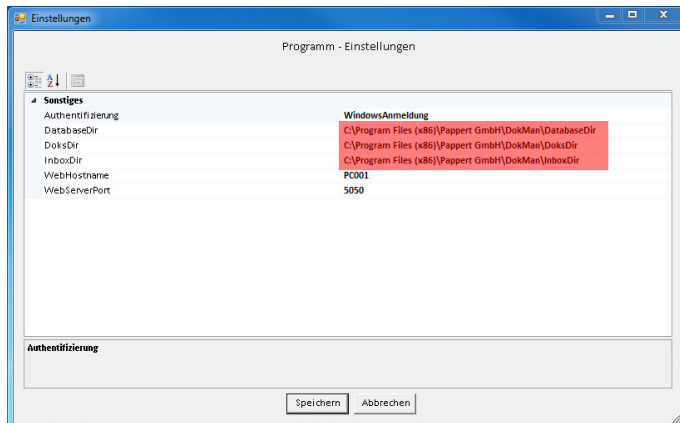 Einstellungen
Programm - Einstellungen
Sonstiges
Authentifizierung WindowsAnmeldung
DatabaseDir C:\Program Files (x86)\Pappert GmbH\DokMan\DatabaseDir
DoksDir C:\Program Files (x86)\Pappert GmbH\DokMan\DoksDir
InboxDir C:\Program Files (x86)\Pappert GmbH\DokMan\InboxDir
WebHostname PC001
WebServerPort 5050
Authentifizierung
Speichern Abbrechen